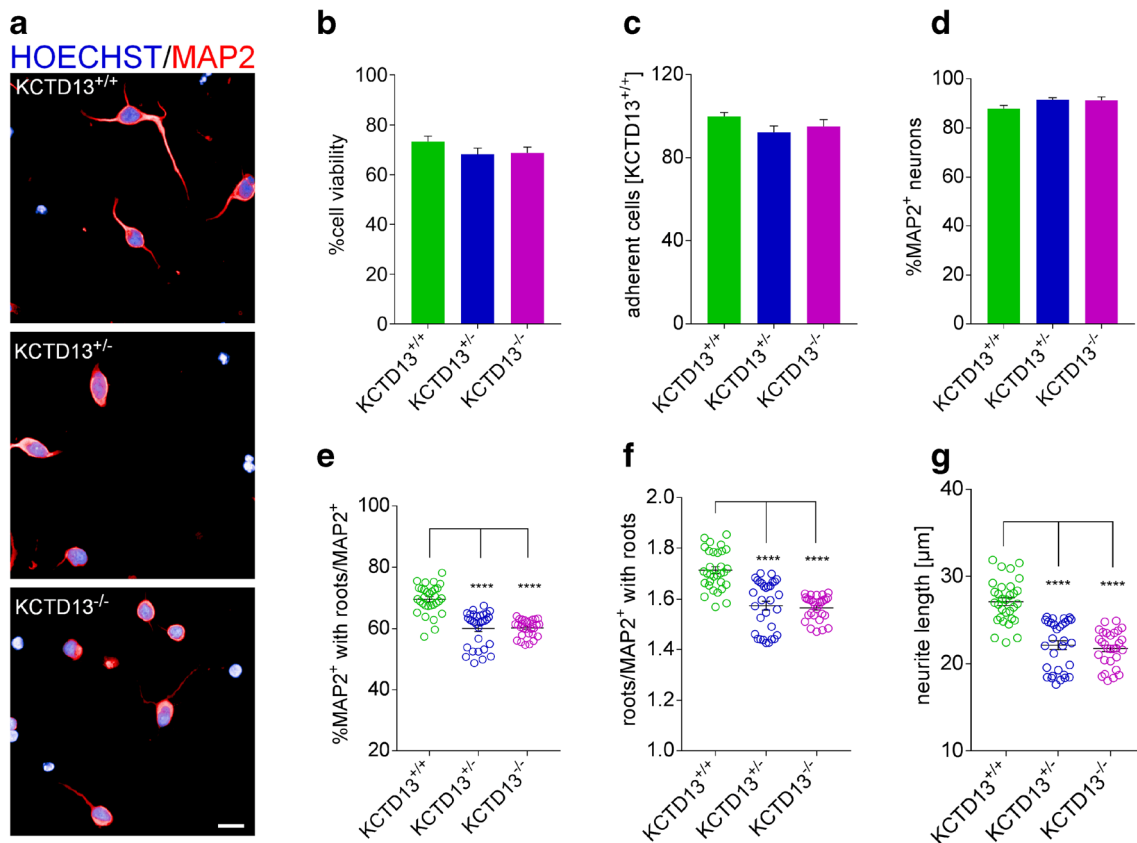 a
HOECHST/MAP2
KCTD13+/+
KCTD13+/-
KCTD13-/-
b
%cell viability
100
80
60
40
20
0
KCTD13+/+
KCTD13+/-
KCTD13-/-
c
adherent cells [KCTD13+/+]
120
80
40
0
KCTD13+/+
KCTD13+/-
KCTD13-/-
d
%MAP2+ neurons
100
80
60
40
20
0
KCTD13+/+
KCTD13+/-
KCTD13-/-
e
%MAP2+ with roots/MAP2+
100
80
60
40
20
**** ****
KCTD13+/+
KCTD13+/-
KCTD13-/-
f
roots/MAP2+ with roots
2.0
1.8
1.6
1.4
1.2
1.0
**** ****
KCTD13+/+
KCTD13+/-
KCTD13-/-
g
neurite length [µm]
40
30
20
10
**** ****
KCTD13+/+
KCTD13+/-
KCTD13-/-